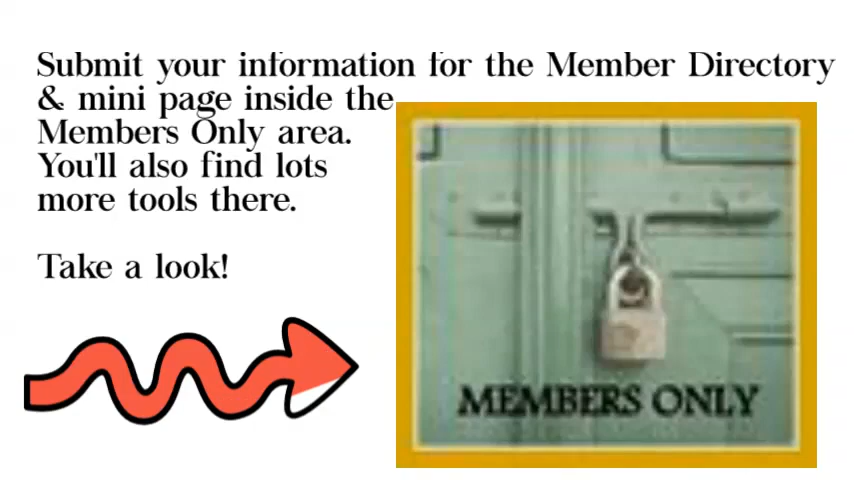 Submit your information for the Member Directory
& mini page inside the
Members Only area.
You'll also find lots
more tools there.
Take a look!
MEMBERS ONLY